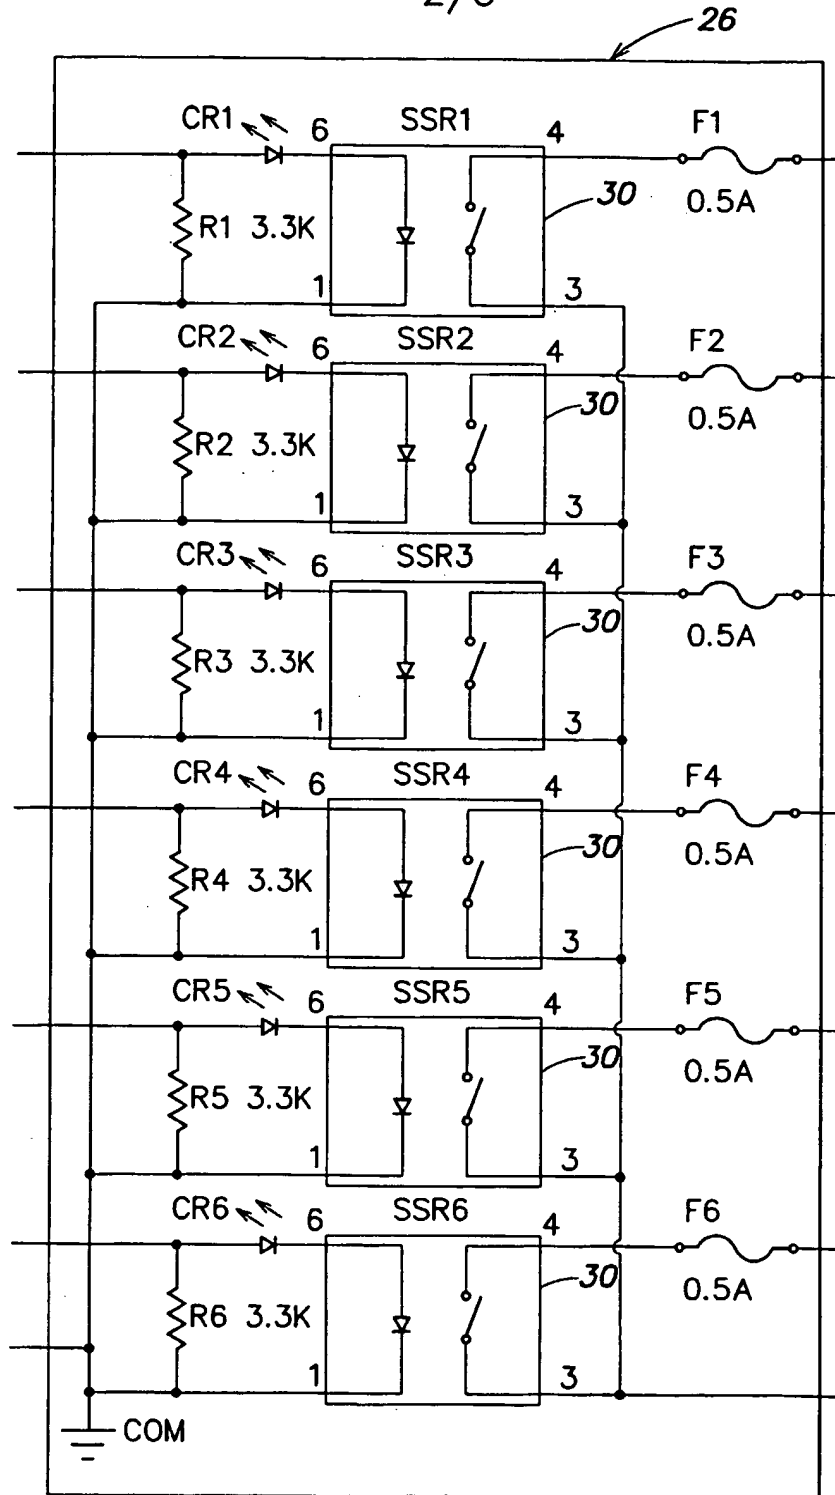 26
CR1 6 SSR1 4 F1
30
R1 3.3K 0.5A
1 3
CR2 6 SSR2 4 F2
30
R2 3.3K 0.5A
1 3
CR3 6 SSR3 4 F3
30
R3 3.3K 0.5A
1 3
CR4 6 SSR4 4 F4
30
R4 3.3K 0.5A
1 3
CR5 6 SSR5 4 F5
30
R5 3.3K 0.5A
1 3
CR6 6 SSR6 4 F6
30
R6 3.3K 0.5A
1 3
COM